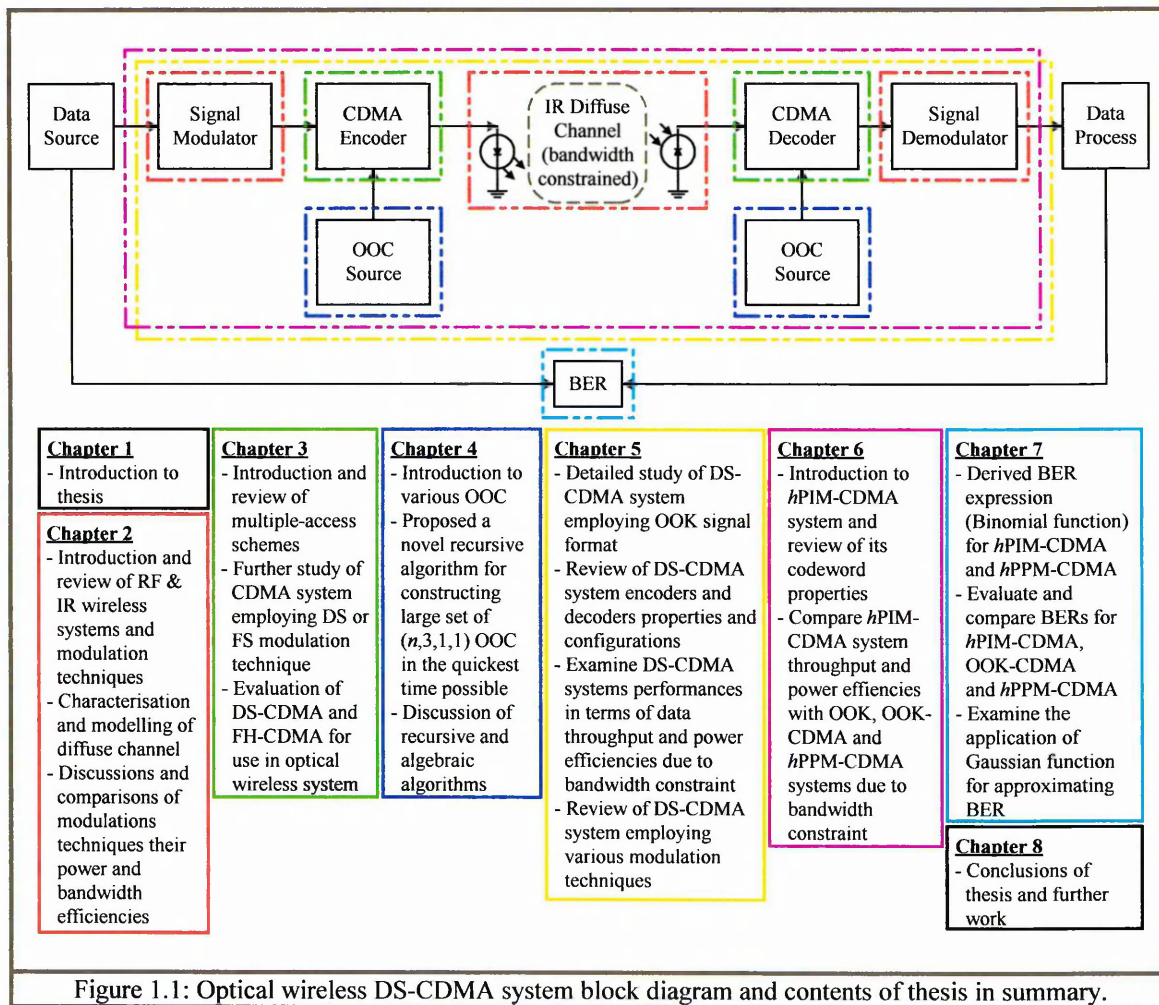 Data
Source
Signal
Modulator
CDMA
Encoder
IR Diffuse
Channel
(bandwidth
constrained)
CDMA
Decoder
Signal
Demodulator
Data
Process
OOC
Source
OOC
Source
BER
Chapter 1
- Introduction to
thesis
Chapter 2
- Introduction and
review of RF &
IR wireless
systems and
modulation
techniques
- Characterisation
and modelling of
diffuse channel
- Discussions and
comparisons of
modulations
techniques their
power and
bandwidth
efficiencies
Chapter 3
- Introduction and
review of
multiple-access
schemes
- Further study of
CDMA system
employing DS or
FS modulation
technique
- Evaluation of
DS-CDMA and
FH-CDMA for
use in optical
wireless system
Chapter 4
- Introduction to
various OOC
- Proposed a
novel recursive
algorithm for
constructing
large set of
(n,3,1,1) OOC
in the quickest
time possible
- Discussion of
recursive and
algebraic
algorithms
Chapter 5
- Detailed study of DS-
CDMA system
employing OOK signal
format
- Review of DS-CDMA
system encoders and
decoders properties and
configurations
- Examine DS-CDMA
systems performances
in terms of data
throughput and power
efficiencies due to
bandwidth constraint
- Review of DS-CDMA
system employing
various modulation
techniques
Chapter 6
- Introduction to
hPIM-CDMA
system and
review of its
codeword
properties
- Compare hPIM-
CDMA system
throughput and
power effiencies
with OOK, OOK-
CDMA and
hPPM-CDMA
systems due to
bandwidth
constraint
Chapter 7
- Derived BER
expression
(Binomial function)
for hPIM-CDMA
and hPPM-CDMA
- Evaluate and
compare BERs for
hPIM-CDMA,
OOK-CDMA
and hPPM-CDMA
- Examine the
application of
Gaussian function
for approximating
BER
Chapter 8
- Conclusions of
thesis and further
work
Figure 1.1: Optical wireless DS-CDMA system block diagram and contents of thesis in summary.